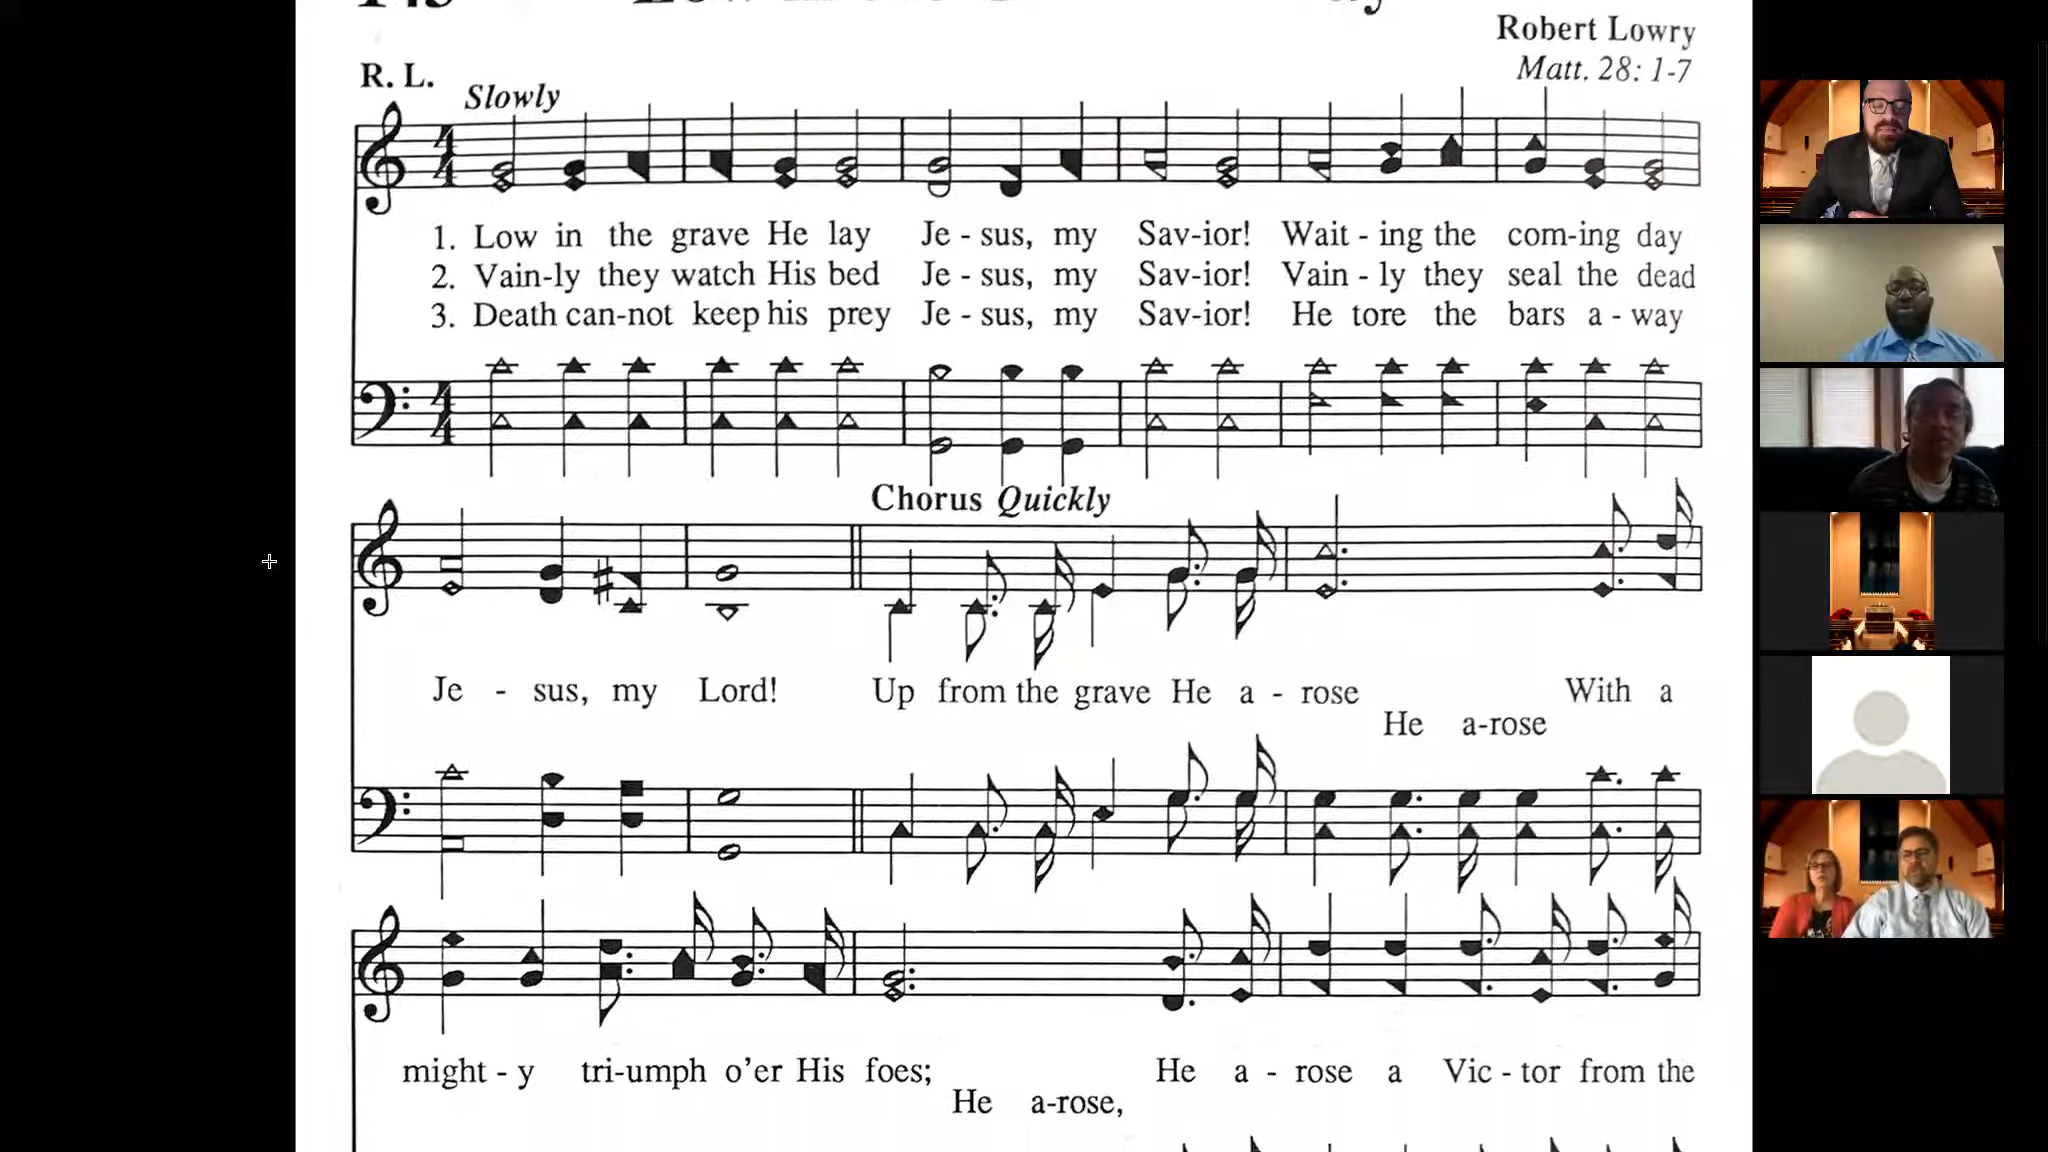 Robert Lowry
Matt. 28: 1-7
R. L.
Slowly
1. Low in the grave He lay Je - sus, my Sav-ior! Wait - ing the com-ing day
2. Vain-ly they watch His bed Je - sus, my Sav-ior! Vain - ly they seal the dead
3. Death can-not keep his prey Je - sus, my Sav-ior! He tore the bars a - way
Chorus Quickly
Je - sus, my Lord! Up from the grave He a - rose With a
He a-rose
might - y tri-umph o'er His foes; He a - rose a Vic - tor from the
He a-rose,